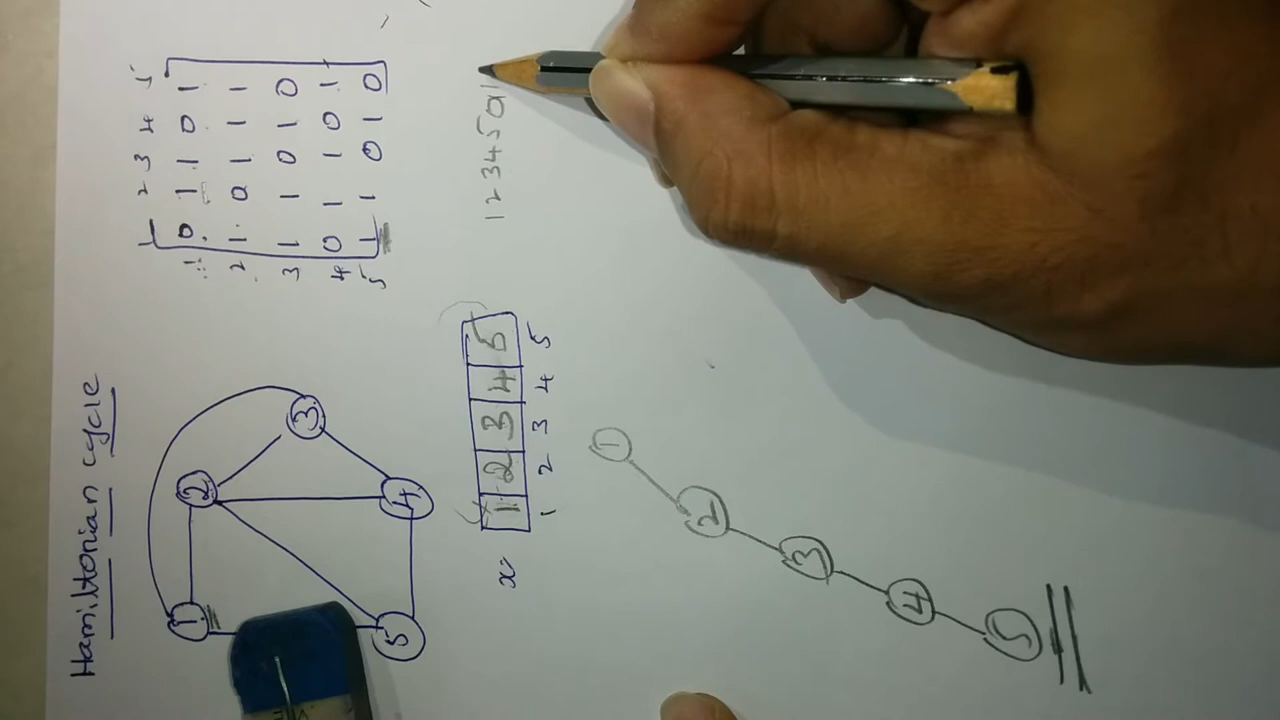 Hamiltonian cycle
1 2
3
5 4
1 2 3 4 5
1 0 1 1 0 1
2 1 0 1 1 1
3 1 1 0 1 0
4 0 1 1 0 1
5 1 1 0 1 0
x= 1 2 3 4 5
1 2 3 4 5
12345
1
2
3
4
5